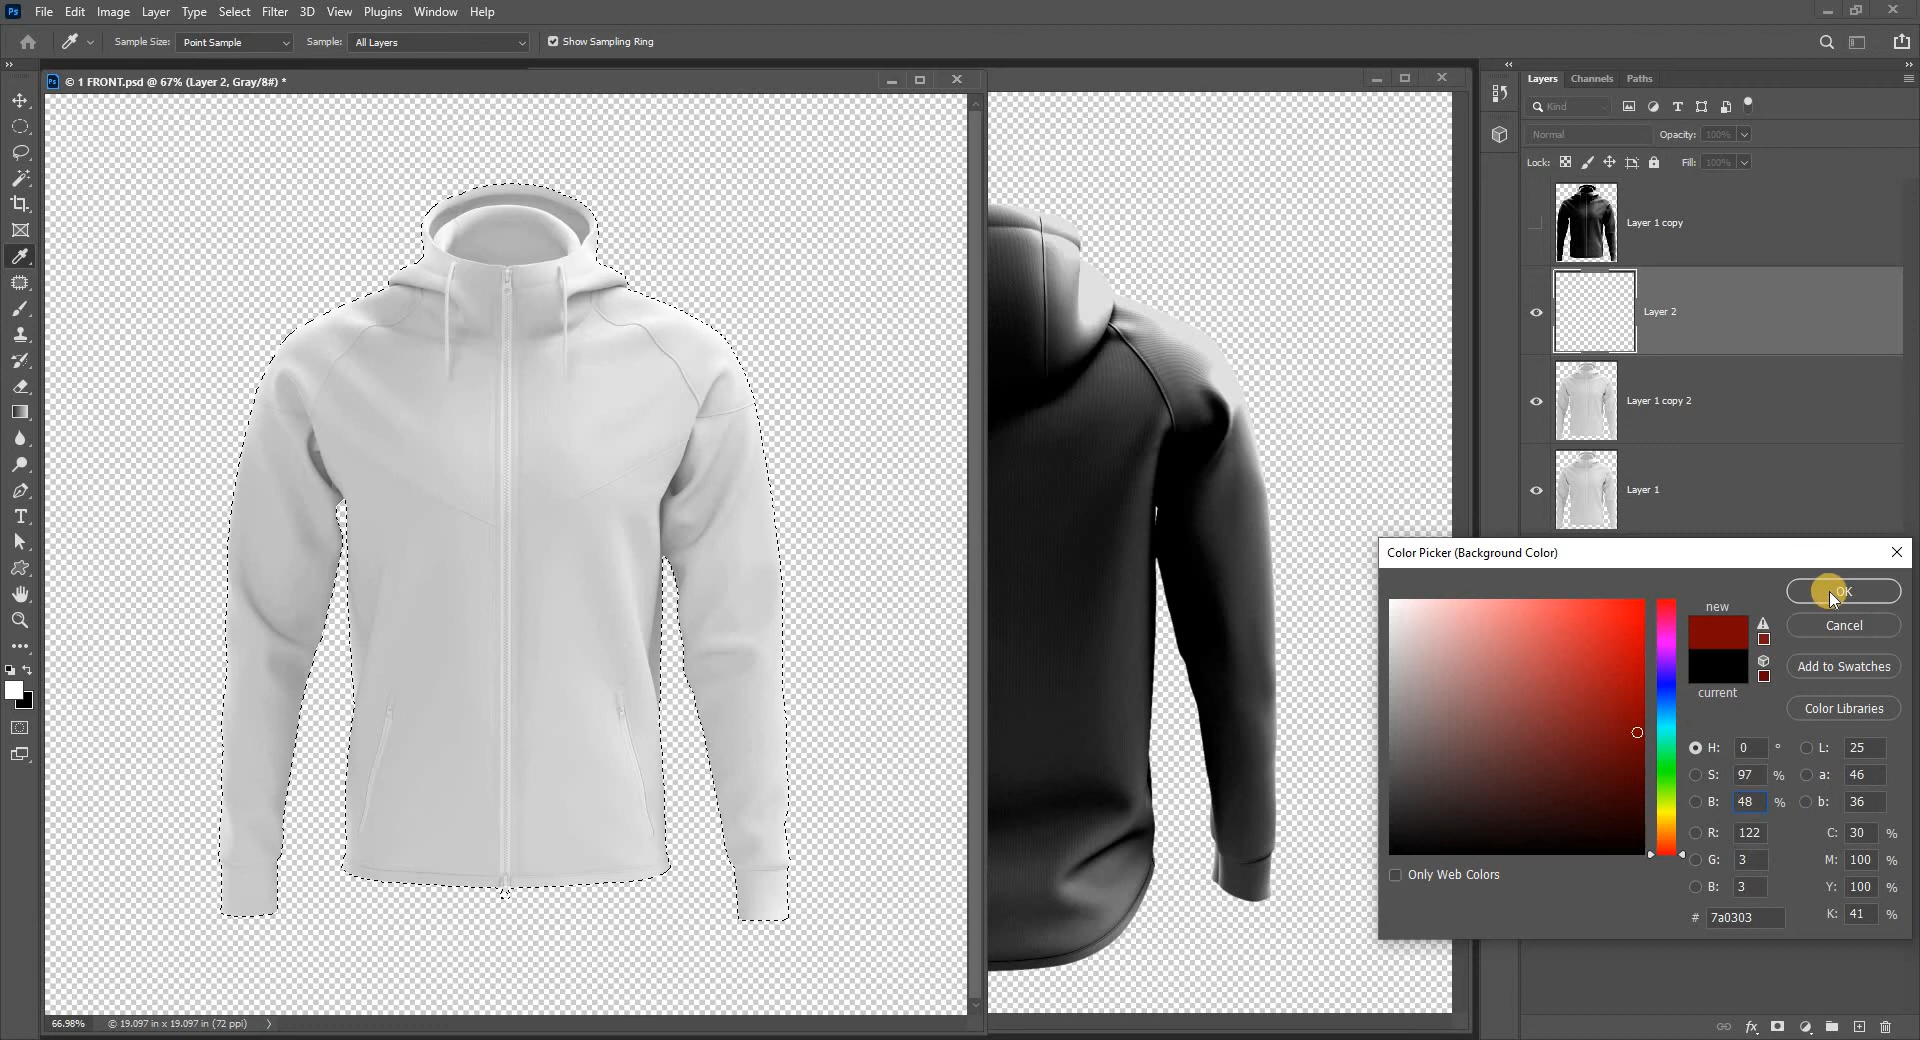 Ps File Edit Image Layer Type Select Filter 3D View Plugins Window Help
Sample Size: Point Sample Sample: All Layers Show Sampling Ring
Ps © 1 FRONT.psd @ 67% (Layer 2, Gray/8#) *
Layers Channels Paths
Kind
Normal Opacity: 100%
Lock: Fill: 100%
Layer 1 copy
Layer 2
Layer 1 copy 2
Layer 1
Color Picker (Background Color)
new
OK
Cancel
Add to Swatches
current
Color Libraries
H: 0 ° L: 25
S: 97 % a: 46
B: 48 % b: 36
R: 122 C: 30 %
G: 3 M: 100 %
B: 3 Y: 100 %
# 7a0303 K: 41 %
Only Web Colors
66.98% © 19.097 in x 19.097 in (72 ppi)
fx